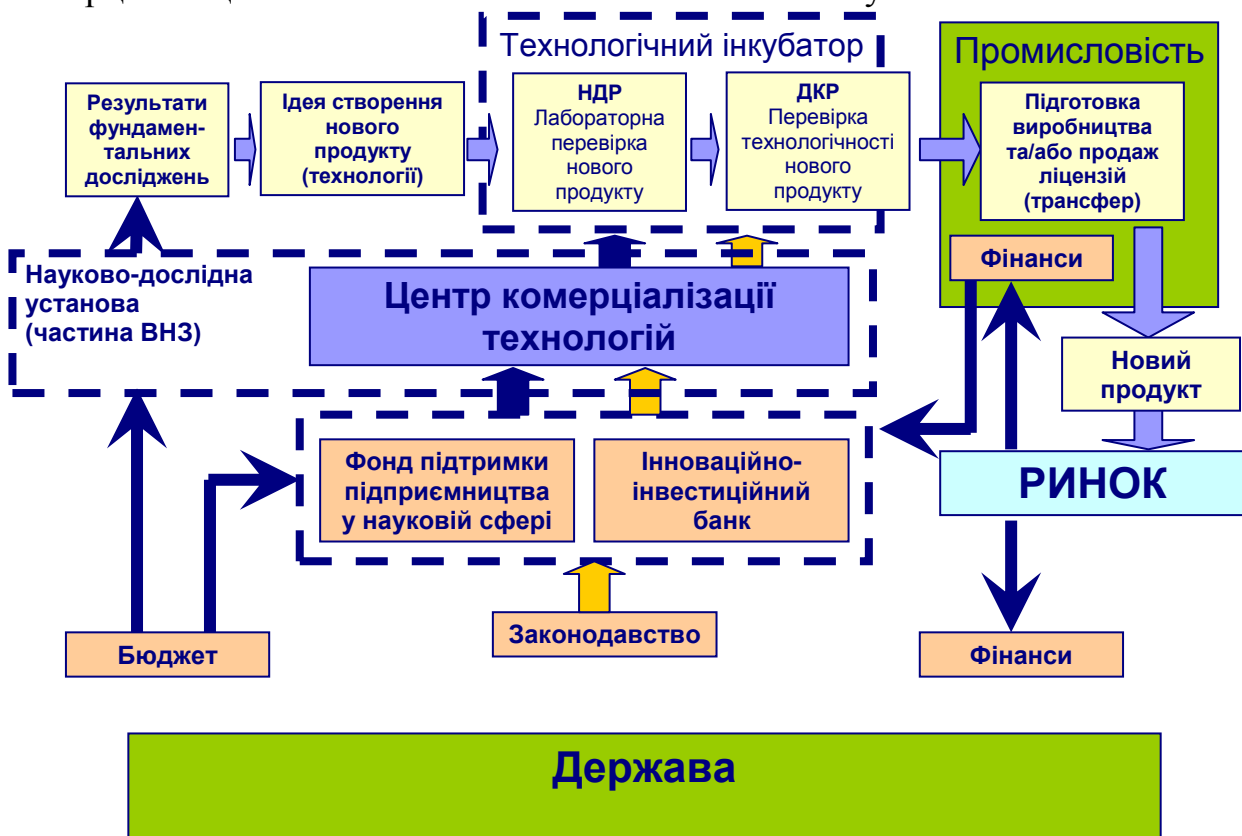 Технологічний інкубатор
Промисловість
Результати
фундамен-
тальних
досліджень
Ідея створення
нового
продукту
(технології)
НДР
Лабораторна
перевірка
нового
продукту
ДКР
Перевірка
технологічності
нового
продукту
Підготовка
виробництва
та/або продаж
ліцензій
(трансфер)
Фінанси
Науково-дослідна
установа
(частина ВНЗ)
Центр комерціалізації
технологій
Новий
продукт
Фонд підтримки
підприємництва
у науковій сфері
Інноваційно-
інвестиційний
банк
РИНОК
Законодавство
Бюджет
Фінанси
Держава